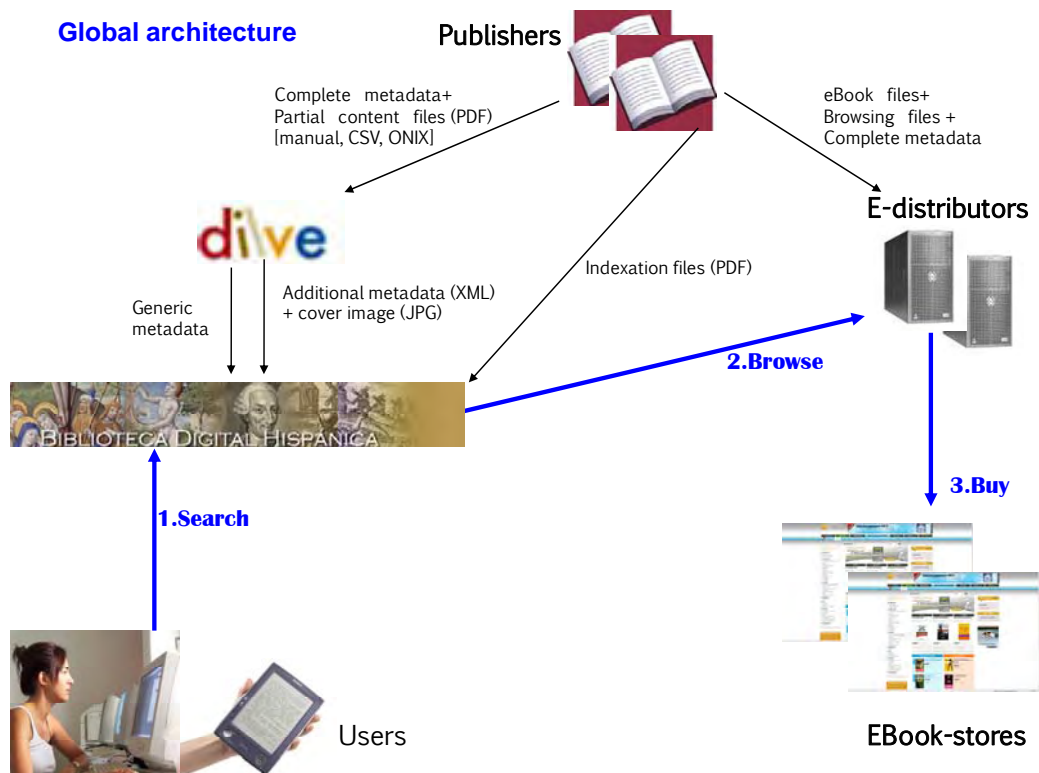 Global architecture
Publishers
Complete metadata+
Partial content files (PDF)
[manual, CSV, ONIX]
eBook files+
Browsing files +
Complete metadata
dilve
E-distributors
Indexation files (PDF)
Generic
metadata
Additional metadata (XML)
+ cover image (JPG)
2.Browse
BIBLIOTECA DIGITAL HISPÁNICA
3.Buy
1.Search
Users
EBook-stores